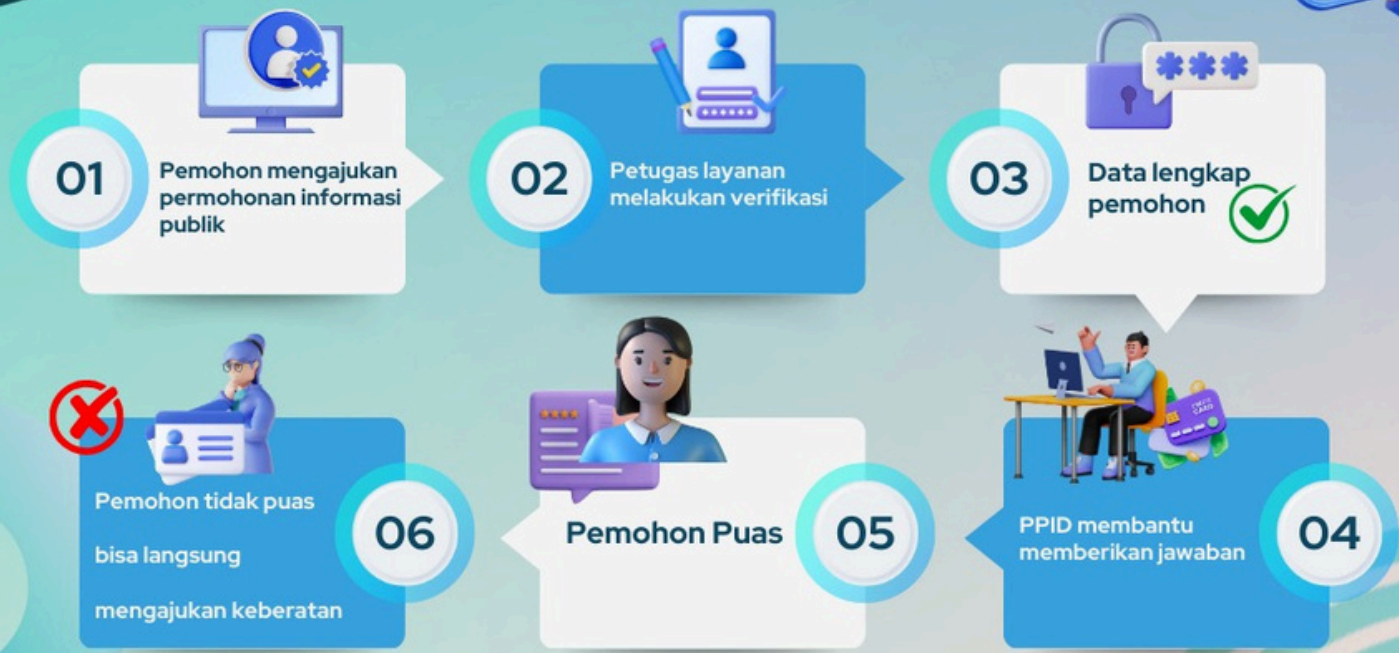 01
Pemohon mengajukan
permohonan informasi
publik
02
Petugas layanan
melakukan verifikasi
03
Data lengkap
pemohon
04
PPID membantu
memberikan jawaban
05
Pemohon Puas
06
Pemohon tidak puas
bisa langsung
mengajukan keberatan